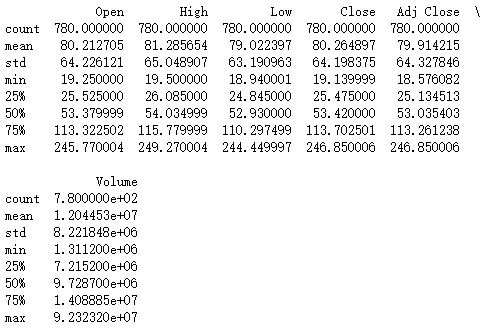 Open High Low Close Adj Close \
count 780.000000 780.000000 780.000000 780.000000 780.000000
mean 80.212705 81.285654 79.022397 80.264897 79.914215
std 64.226121 65.048907 63.190963 64.198375 64.327846
min 19.250000 19.500000 18.940001 19.139999 18.576082
25% 25.525000 26.085000 24.845000 25.475000 25.134513
50% 53.379999 54.034999 52.930000 53.420000 53.035403
75% 113.322502 115.779999 110.297499 113.702501 113.261238
max 245.770004 249.270004 244.449997 246.850006 246.850006
Volume
count 7.800000e+02
mean 1.204453e+07
std 8.221848e+06
min 1.311200e+06
25% 7.215200e+06
50% 9.728700e+06
75% 1.408885e+07
max 9.232320e+07